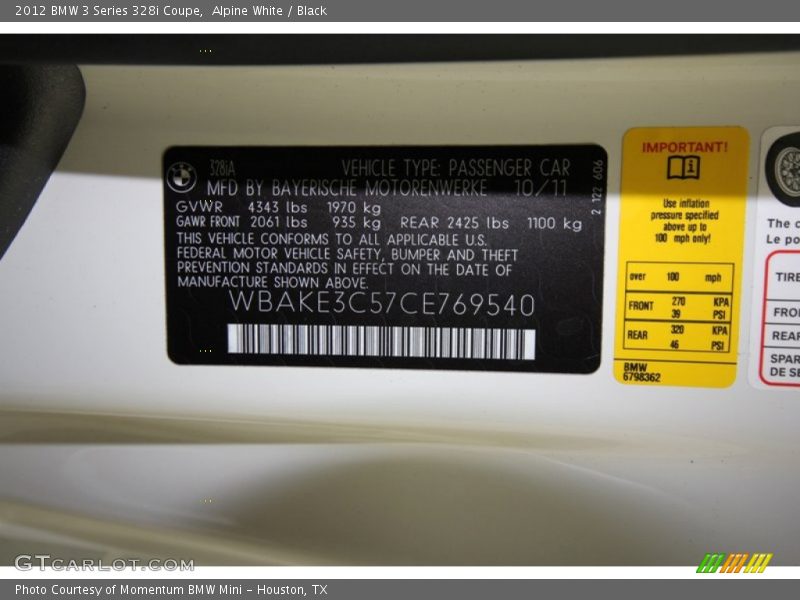 2012 BMW 3 Series 328i Coupe, Alpine White / Black
328iA
VEHICLE TYPE: PASSENGER CAR
MFD BY BAYERISCHE MOTORENWERKE 10/11
GVWR 4343 lbs 1970 kg
GAWR FRONT 2061 lbs 935 kg REAR 2425 lbs 1100 kg
THIS VEHICLE CONFORMS TO ALL APPLICABLE U.S.
FEDERAL MOTOR VEHICLE SAFETY, BUMPER AND THEFT
PREVENTION STANDARDS IN EFFECT ON THE DATE OF
MANUFACTURE SHOWN ABOVE.
WBAKE3C57CE769540
2 122 606
IMPORTANT!
Use inflation
pressure specified
above up to
100 mph only!
over 100 mph
FRONT 270 KPA
39 PSI
REAR 320 KPA
46 PSI
BMW
6798362
The
Le
TIRE
FRO
REAR
SPAR
DE SE
GTCARLOT.COM
Photo Courtesy of Momentum BMW Mini - Houston, TX